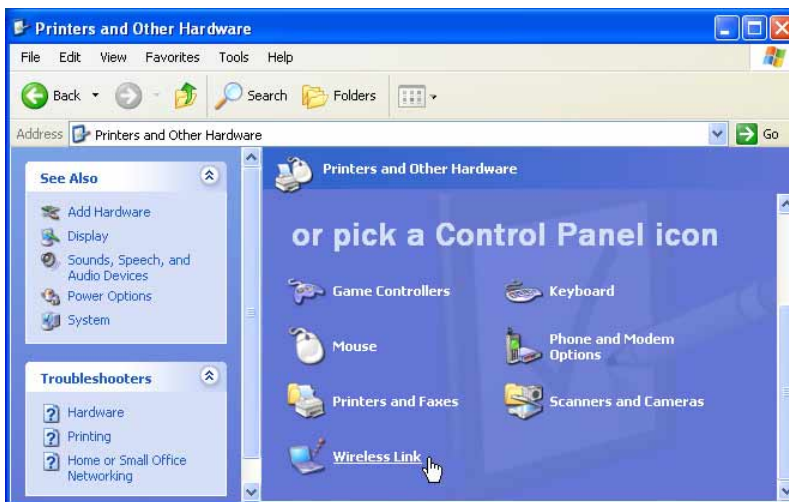 Printers and Other Hardware
File Edit View Favorites Tools Help
Back Search Folders
Address Printers and Other Hardware Go
See Also
Add Hardware
Display
Sounds, Speech, and
Audio Devices
Power Options
System
Troubleshooters
Hardware
Printing
Home or Small Office
Networking
Printers and Other Hardware
or pick a Control Panel icon
Game Controllers
Keyboard
Mouse
Phone and Modem
Options
Printers and Faxes
Scanners and Cameras
Wireless Link